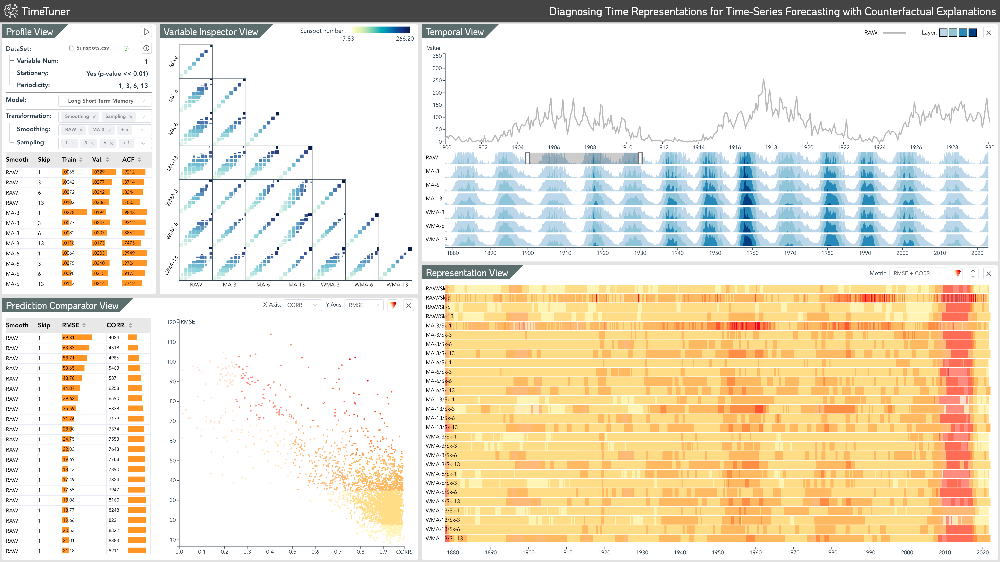 TimeTuner
Diagnosing Time Representations for Time-Series Forecasting with Counterfactual Explanations
Profile View
DataSet: Sunspots.csv
Variable Num: 1
Stationary: Yes (p-value << 0.01)
Periodicity: 1, 3, 6, 13
Model: Long Short Term Memory
Transformation: Smoothing × Sampling ×
Smoothing: RAW × MA-3 × + 5
Sampling: 1 × 3 × 6 × + 1
Smooth Skip Train Val. ACF
RAW 1 .0065 .0329 .9212
RAW 3 .0042 .0277 .8714
RAW 6 .0072 .0242 .8344
RAW 13 .0102 .0236 .7005
MA-3 1 .0278 .0194 .9848
MA-3 3 .0077 .0247 .9312
MA-3 6 .0082 .0207 .8862
MA-3 13 .0118 .0173 .7475
MA-6 1 .0064 .0203 .9949
MA-6 3 .0075 .0240 .9704
MA-6 6 .0098 .0215 .9173
MA-6 13 .0113 .0214 .7712
Variable Inspector View
Sunspot number :
17.83 266.20
RAW
MA-3
MA-6
MA-13
WMA-3
WMA-6
WMA-13
RAW MA-3 MA-6 MA-13 WMA-3 WMA-6 WMA-13
Temporal View
RAW: Layer:
Value
350
300
250
200
150
100
50
0
1900 1902 1904 1906 1908 1910 1912 1914 1916 1918 1920 1922 1924 1926 1928 1930
RAW
MA-3
MA-6
MA-13
WMA-3
WMA-6
WMA-13
1880 1890 1900 1910 1920 1930 1940 1950 1960 1970 1980 1990 2000 2010 2020
Prediction Comparator View
X-Axis: CORR. Y-Axis: RMSE
Smooth Skip RMSE CORR.
RAW 1 69.31 .4024
RAW 1 63.83 .4518
RAW 1 58.71 .4986
RAW 1 53.65 .5463
RAW 1 48.78 .5871
RAW 1 44.07 .6258
RAW 1 39.62 .6590
RAW 1 35.59 .6838
RAW 1 31.76 .7179
RAW 1 28.00 .7374
RAW 1 24.75 .7553
RAW 1 22.03 .7643
RAW 1 19.69 .7788
RAW 1 18.13 .7890
RAW 1 17.49 .7824
RAW 1 17.55 .7947
RAW 1 18.06 .8160
RAW 1 18.77 .8248
RAW 1 19.66 .8221
RAW 1 20.53 .8322
RAW 1 21.01 .8383
RAW 1 21.18 .8211
RMSE
120
110
100
90
80
70
60
50
40
30
20
10
0.0 0.1 0.2 0.3 0.4 0.5 0.6 0.7 0.8 0.9 CORR.
Representation View
Metric: RMSE + CORR.
RAW/Sk-1
RAW/Sk-3
RAW/Sk-6
RAW/Sk-13
MA-3/Sk-1
MA-3/Sk-3
MA-3/Sk-6
MA-3/Sk-13
MA-6/Sk-1
MA-6/Sk-3
MA-6/Sk-6
MA-6/Sk-13
MA-13/Sk-1
MA-13/Sk-3
MA-13/Sk-6
MA-13/Sk-13
WMA-3/Sk-1
WMA-3/Sk-3
WMA-3/Sk-6
WMA-3/Sk-13
WMA-6/Sk-1
WMA-6/Sk-3
WMA-6/Sk-6
WMA-6/Sk-13
WMA-13/Sk-1
WMA-13/Sk-3
WMA-13/Sk-6
WMA-13/Sk-13
1880 1890 1900 1910 1920 1930 1940 1950 1960 1970 1980 1990 2000 2010 2020